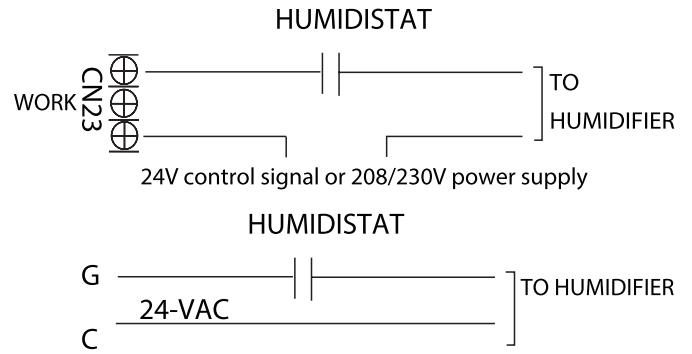 HUMIDISTAT
WORK
CN23
TO
HUMIDIFIER
24V control signal or 208/230V power supply
HUMIDISTAT
G
24-VAC
C
TO HUMIDIFIER